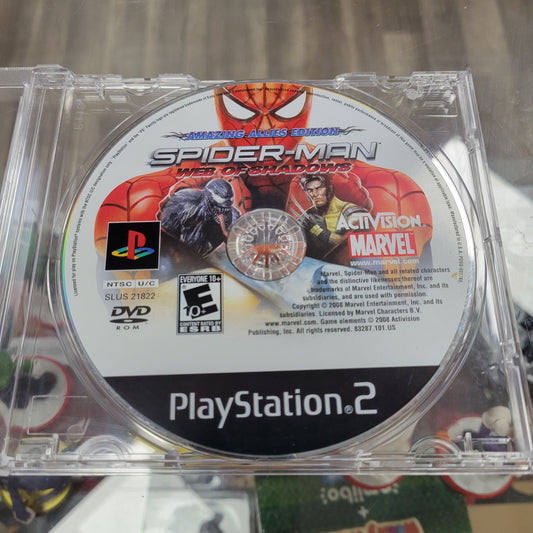 AMAZING ALLIES EDITION
SPIDER-MAN
WEB OF SHADOWS
ACTIVISION
MARVEL
www.marvel.com
NTSC U/C
SLUS 21822
DVD
ROM
EVERYONE 10+
E
10+
CONTENT RATED BY
ESRB
Marvel, Spider Man and all related characters
and the distinctive likenesses thereof are
trademarks of Marvel Entertainment, Inc. and its
subsidiaries, and are used with permission.
Copyright © 2008 Marvel Entertainment, Inc. and its
subsidiaries. Licensed by Marvel Characters B.V.
www.marvel.com. Game elements © 2008 Activision
Publishing, Inc. All rights reserved. 83287.101.US
PlayStation®2
amiibo